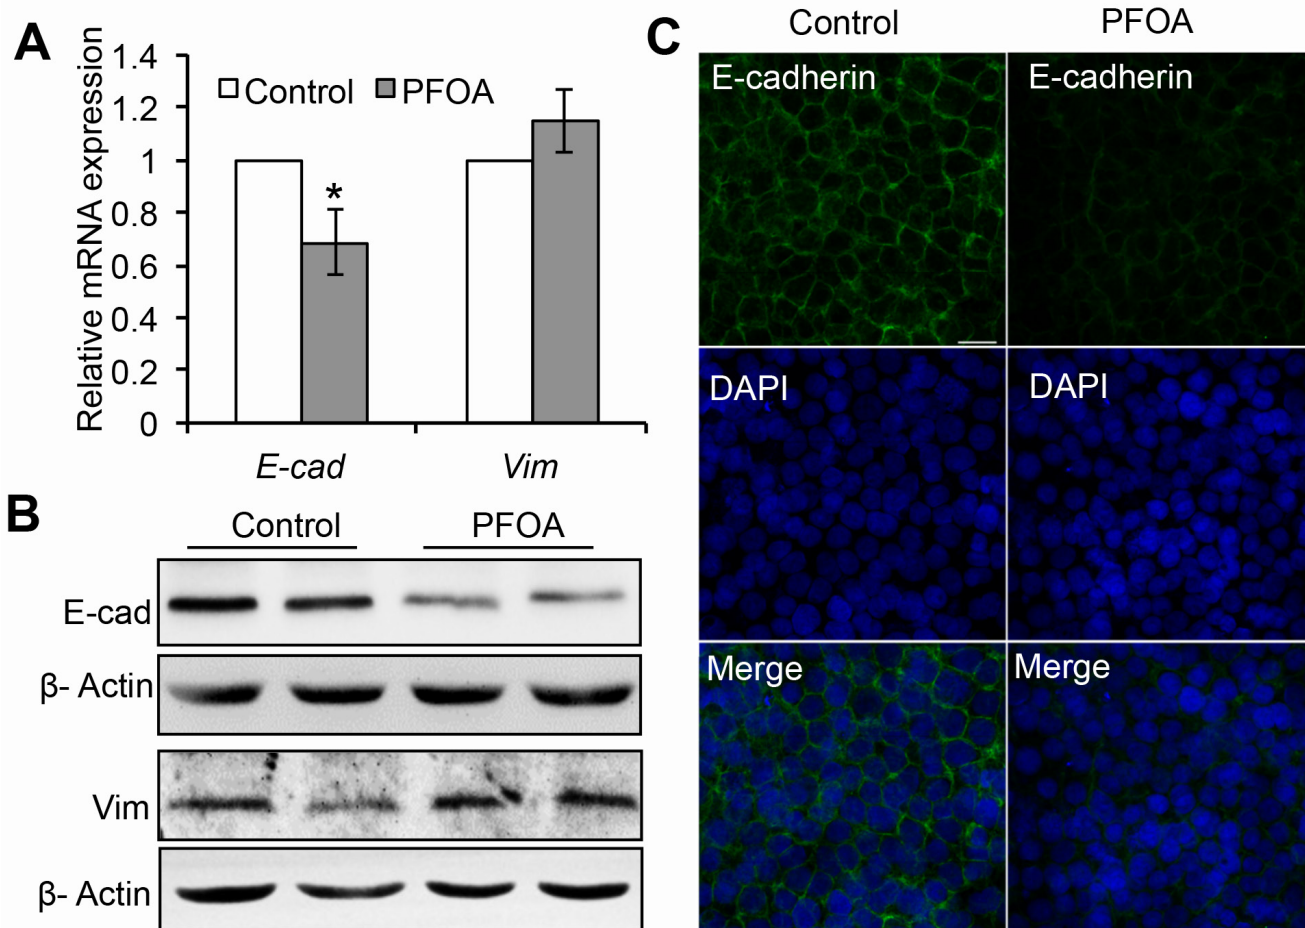 A
Relative mRNA expression
1.4
1.2
1
0.8
0.6
0.4
0.2
0
Control PFOA
*
E-cad Vim
B
Control PFOA
E-cad
β- Actin
Vim
β- Actin
C
Control PFOA
E-cadherin E-cadherin
DAPI DAPI
Merge Merge